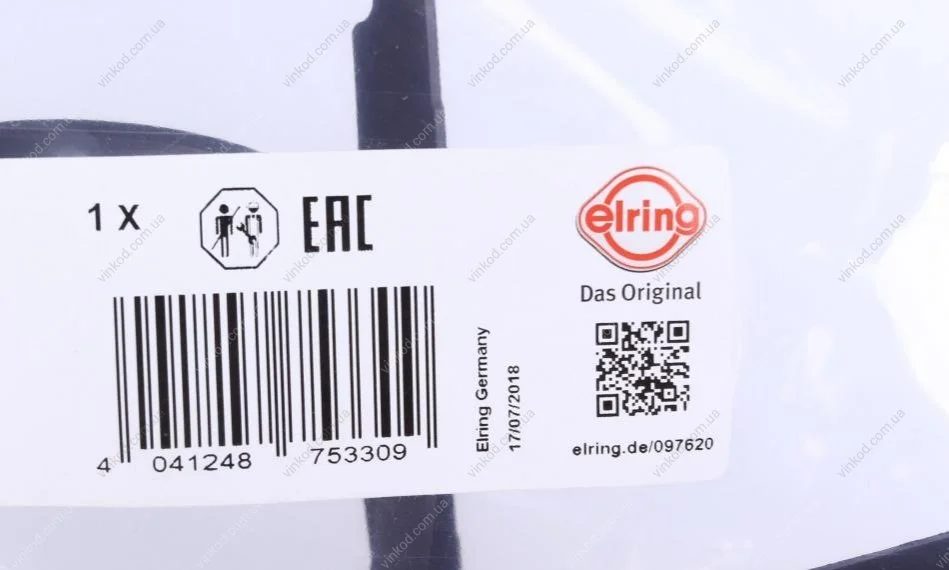 1 x
EAC
elring
Das Original
4 041248 753309
Elring Germany
17/07/2018
elring.de/097620
vinkod.com.ua